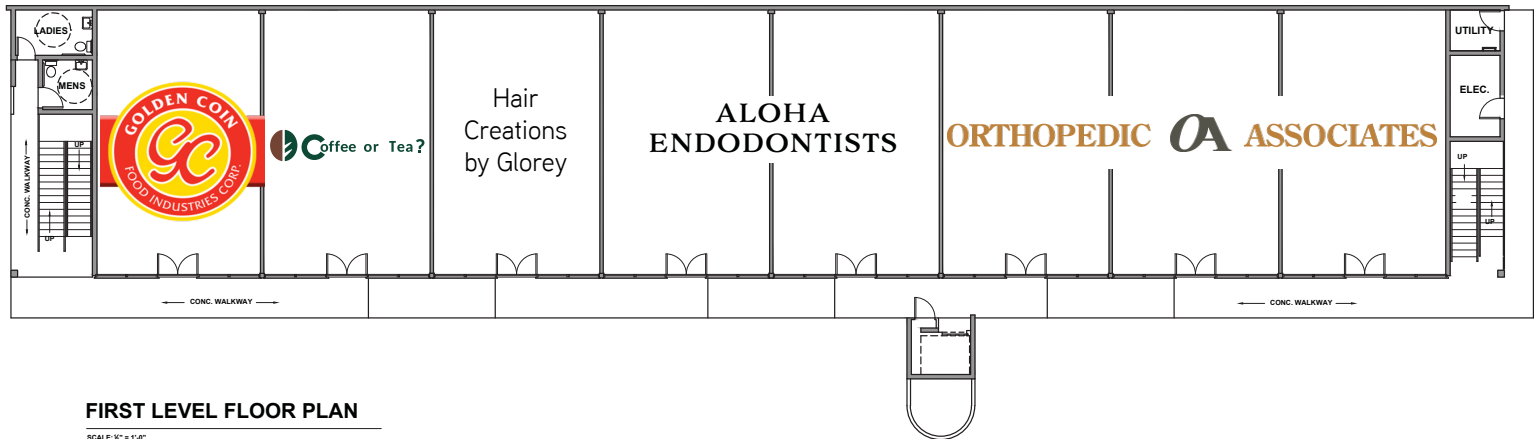 LADIES
MENS
UP
UP
CONC. WALKWAY
GOLDEN COIN
GC
FOOD INDUSTRIES CORP.
Coffee or Tea?
Hair
Creations
by Glorey
ALOHA
ENDODONTISTS
ORTHOPEDIC OA ASSOCIATES
UTILITY
ELEC.
UP
UP
CONC. WALKWAY
CONC. WALKWAY
FIRST LEVEL FLOOR PLAN